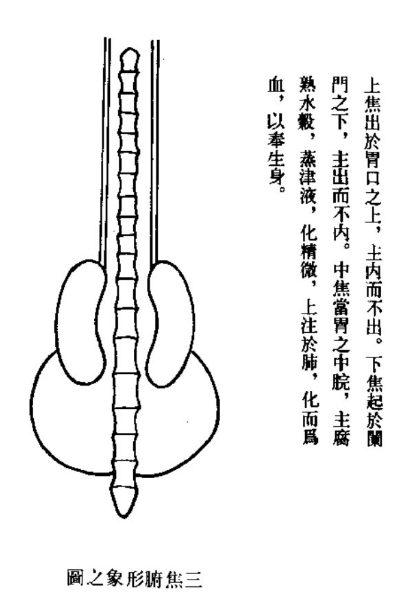 上焦出於胃口之上，主內而不出。下焦起於闌
門之下，主出而不內。中焦當胃之中脘，主腐
熟水穀，蒸津液，化精微，上注於肺，化而爲
血，以奉生身。
圖之象形腑焦三